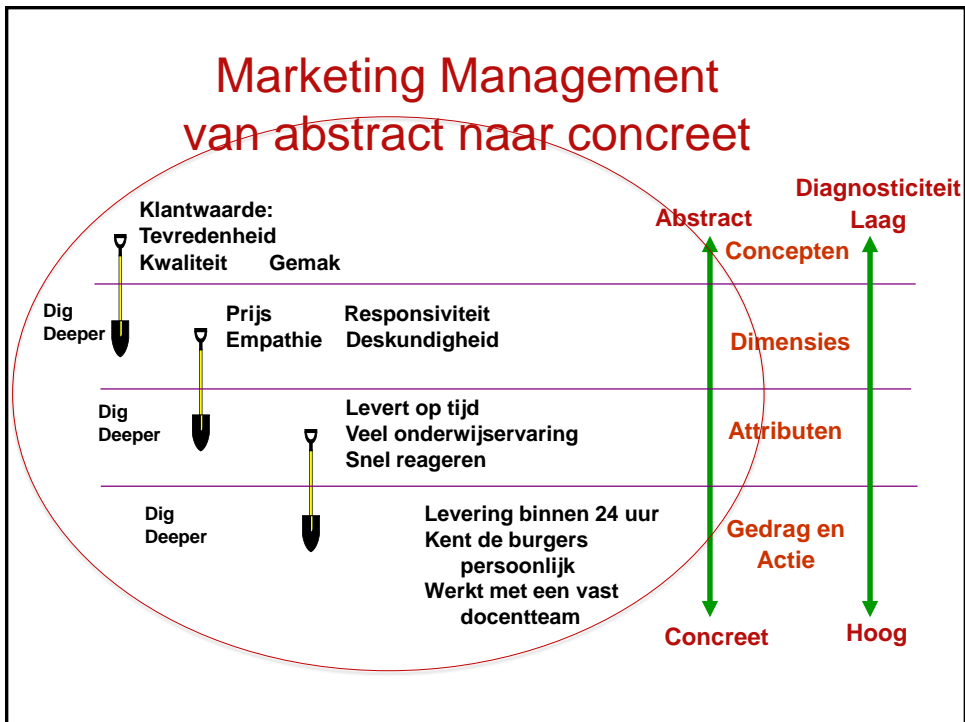 Marketing Management
van abstract naar concreet
Diagnosticiteit
Abstract
Laag
Klantwaarde:
Tevredenheid
Kwaliteit Gemak
Concepten
Dig
Deeper
Prijs Responsiviteit
Empathie Deskundigheid
Dimensies
Dig
Deeper
Levert op tijd
Veel onderwijservaring
Snel reageren
Attributen
Dig
Deeper
Levering binnen 24 uur
Kent de burgers
persoonlijk
Werkt met een vast
docentteam
Gedrag en
Actie
Concreet
Hoog